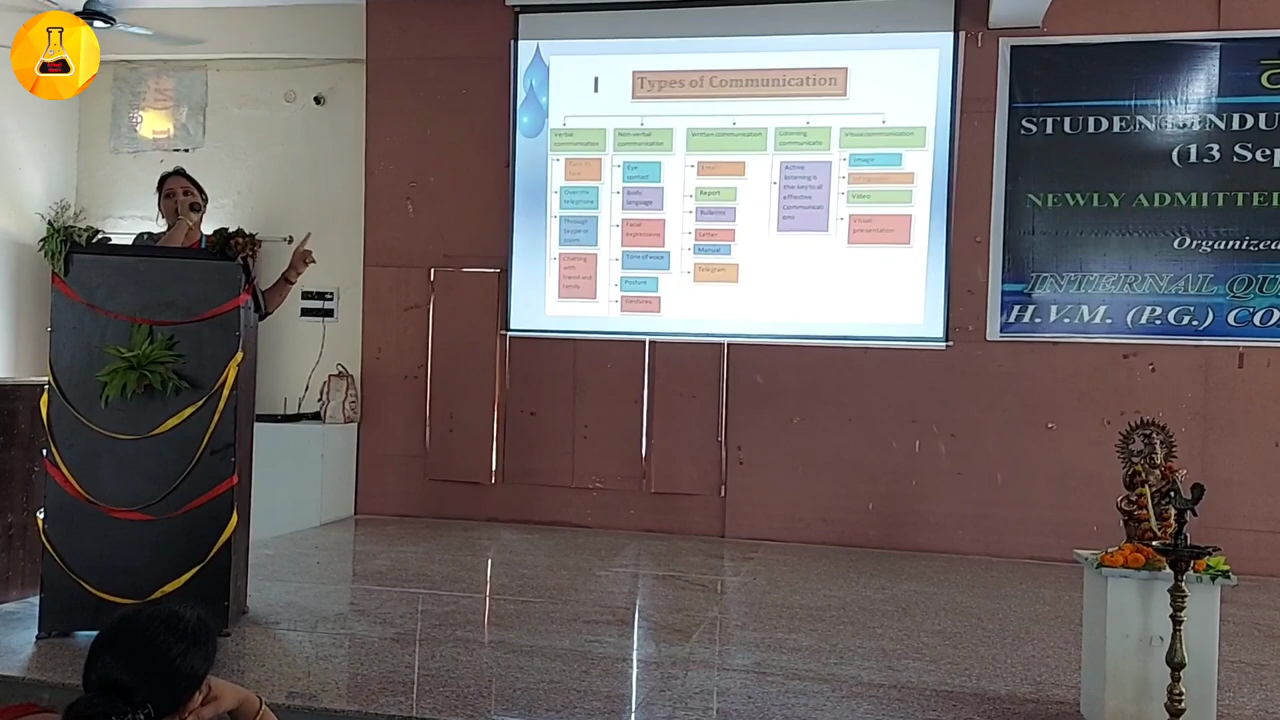 Types of Communication
Verbal communication
Non-verbal communication
Written communication
Listening communicatio
Visual communication
Face to face
Over the telephone
Through Skype or zoom
Chatting with friend and family
Eye contact
Body language
Facial expressions
Tone of voice
Posture
Gestures
Email
Report
Bulletins
Letter
Manual
Telegram
Active listening is the key to all effective Communications
Image
Video
Visual presentation
STUDENT INDU
(13 Sep
NEWLY ADMITTE
Organized
INTERNAL QU
H.V.M. (P.G.) CO